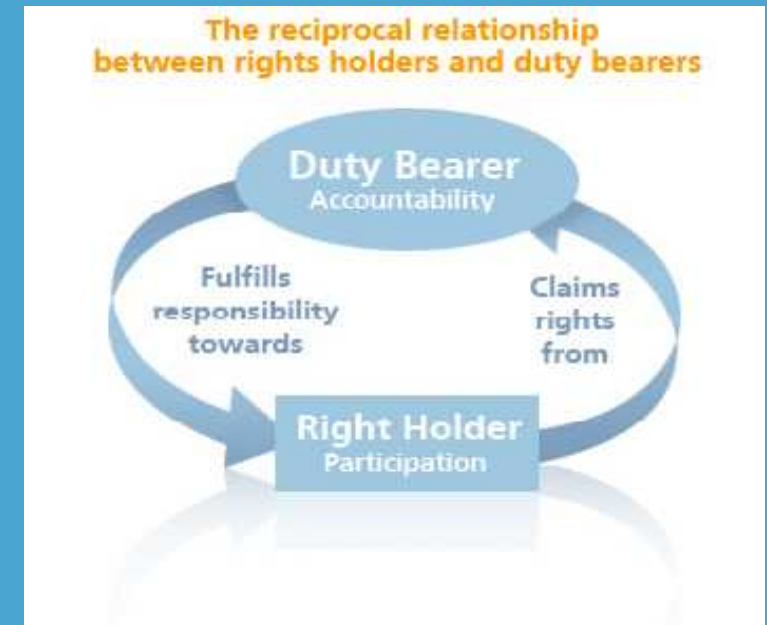 The reciprocal relationship
between rights holders and duty bearers
Duty Bearer
Accountability
Fulfills
responsibility
towards
Claims
rights
from
Right Holder
Participation